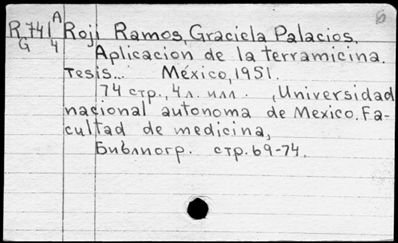 R741 A Roji Ramos, Graciela Palacios.
G 4 Aplicacion de la terramicina.
Tesis... México, 1951.
74 стр., 4 л. илл. , Universidad
nacional autonoma de Mexico. Fa-
cultad de medicina,
Библиогр. стр. 69-74.